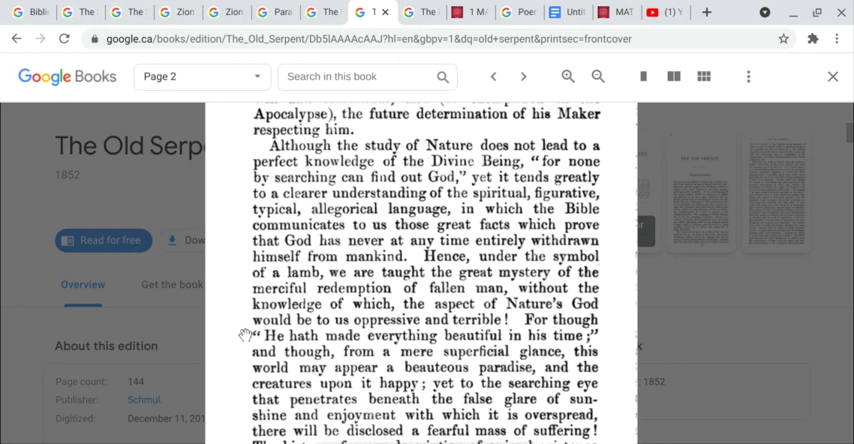 Bible
The
The
Zion
Zion
Para
The
T
The
1 M
Poe
Unti
MAT
google.ca/books/edition/The_Old_Serpent/Db5lAAAAcAAJ?hl=en&gbpv=1&dq=old+serpent&printsec=frontcover
Google Books
Page 2
Search in this book
Apocalypse), the future determination of his Maker
respecting him.
Although the study of Nature does not lead to a
perfect knowledge of the Divine Being, “for none
by searching can find out God,” yet it tends greatly
to a clearer understanding of the spiritual, figurative,
typical, allegorical language, in which the Bible
communicates to us those great facts which prove
that God has never at any time entirely withdrawn
himself from mankind. Hence, under the symbol
of a lamb, we are taught the great mystery of the
merciful redemption of fallen man, without the
knowledge of which, the aspect of Nature’s God
would be to us oppressive and terrible! For though
“ He hath made everything beautiful in his time;”
and though, from a mere superficial glance, this
world may appear a beauteous paradise, and the
creatures upon it happy; yet to the searching eye
that penetrates beneath the false glare of sun-
shine and enjoyment with which it is overspread,
there will be disclosed a fearful mass of suffering!
The Old Serp
1852
Read for free
Dow
Overview
Get the book
About this edition
Page count: 144
Publisher: Schmul.
Digitized: December 11, 201
k
1852